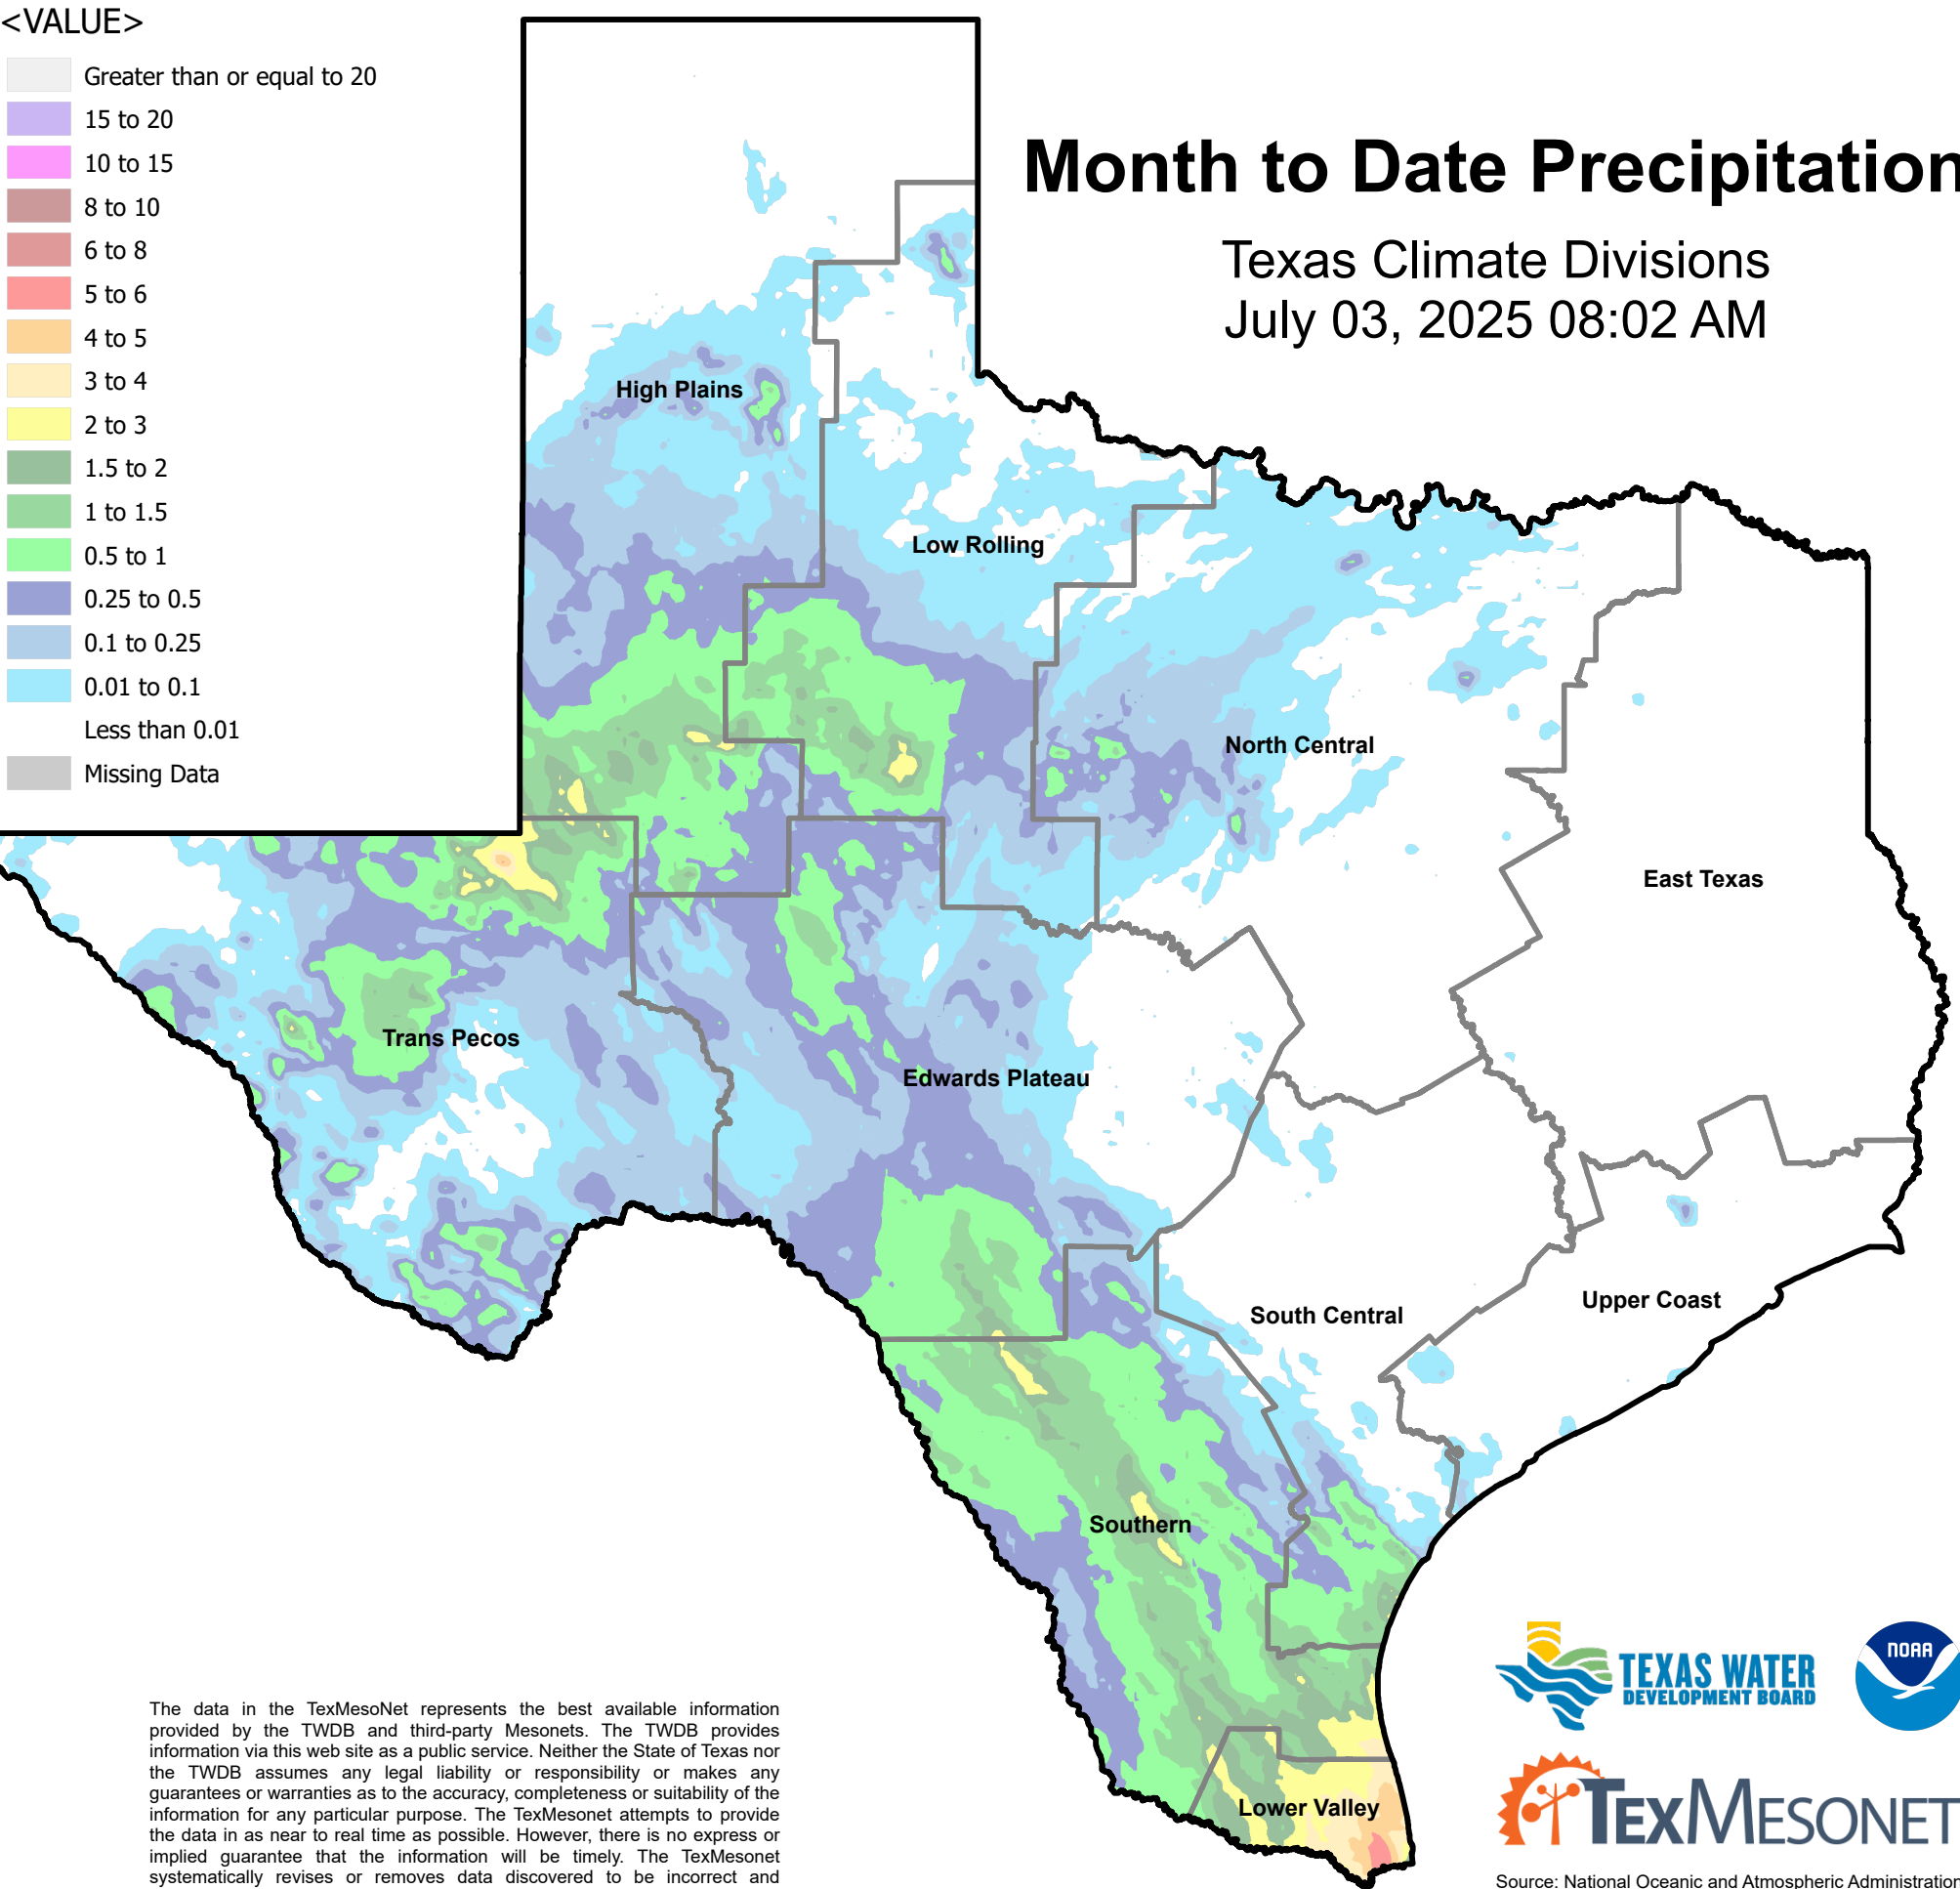 <VALUE>
Greater than or equal to 20
15 to 20
10 to 15
8 to 10
6 to 8
5 to 6
4 to 5
3 to 4
2 to 3
1.5 to 2
1 to 1.5
0.5 to 1
0.25 to 0.5
0.1 to 0.25
0.01 to 0.1
Less than 0.01
Missing Data
Month to Date Precipitation
Texas Climate Divisions
July 03, 2025 08:02 AM
High Plains
Low Rolling
North Central
East Texas
Trans Pecos
Edwards Plateau
South Central
Upper Coast
Southern
Lower Valley
The data in the TexMesoNet represents the best available information
provided by the TWDB and third-party Mesonets. The TWDB provides
information via this web site as a public service. Neither the State of Texas nor
the TWDB assumes any legal liability or responsibility or makes any
guarantees or warranties as to the accuracy, completeness or suitability of the
information for any particular purpose. The TexMesonet attempts to provide
the data in as near to real time as possible. However, there is no express or
implied guarantee that the information will be timely. The TexMesonet
systematically revises or removes data discovered to be incorrect and
TEXAS WATER
DEVELOPMENT BOARD
NOAA
TEXMESONET
Source: National Oceanic and Atmospheric Administration